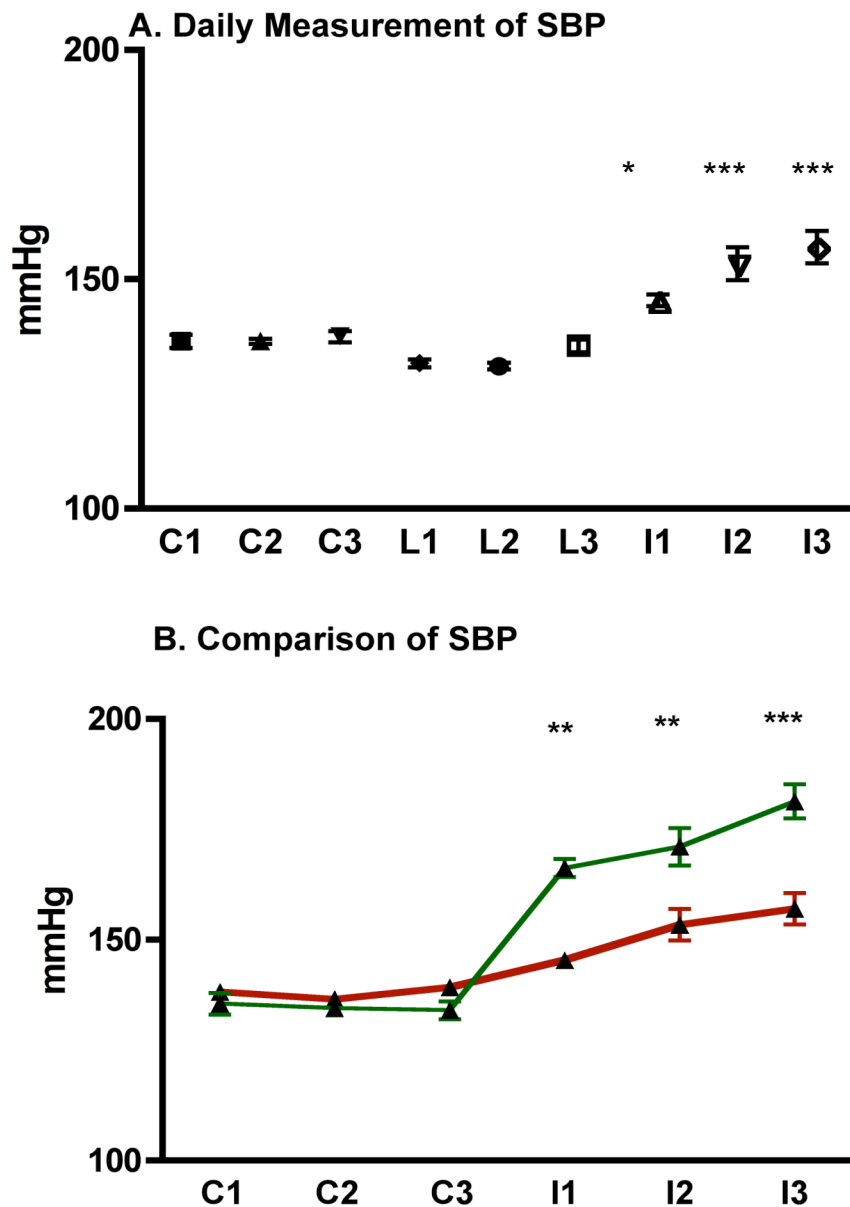 A. Daily Measurement of SBP
200
* *** ***
mmHg
150
100
C1 C2 C3 L1 L2 L3 I1 I2 I3
B. Comparison of SBP
200
** ** ***
mmHg
150
100
C1 C2 C3 I1 I2 I3